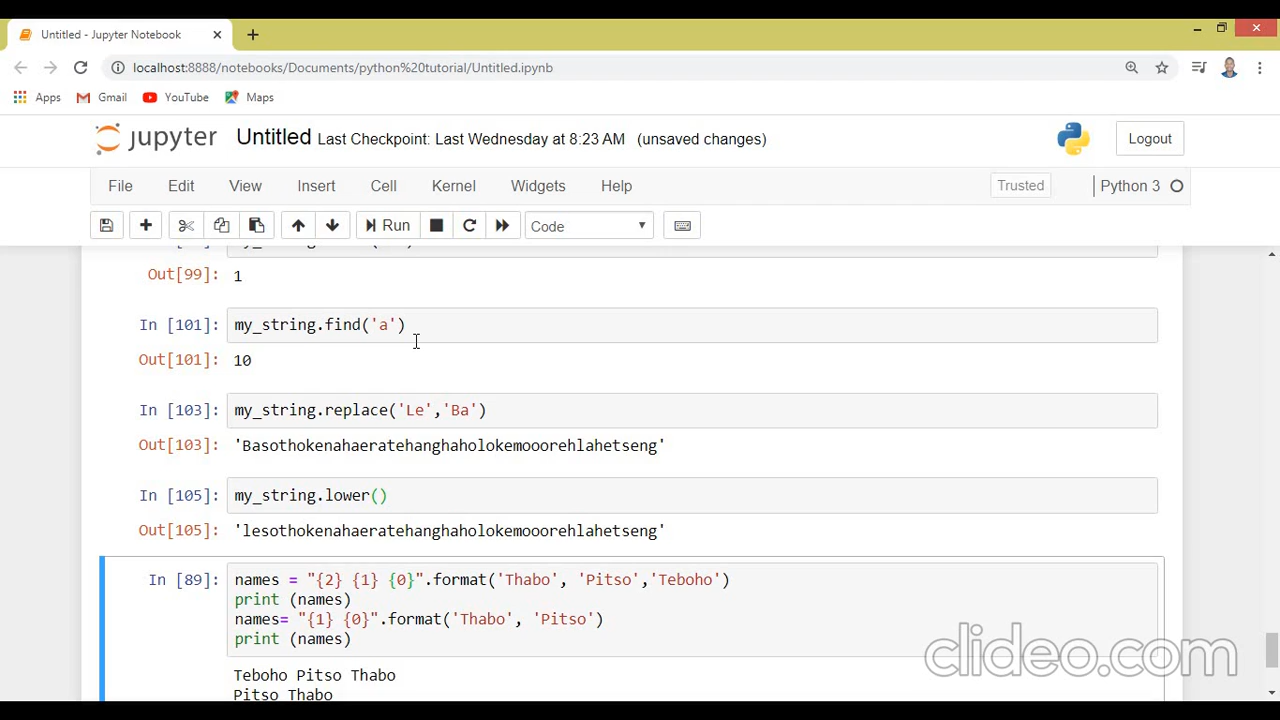 Untitled - Jupyter Notebook
localhost:8888/notebooks/Documents/python%20tutorial/Untitled.ipynb
Apps Gmail YouTube Maps
jupyter Untitled Last Checkpoint: Last Wednesday at 8:23 AM (unsaved changes) Logout
File Edit View Insert Cell Kernel Widgets Help Trusted Python 3
Run Code
Out[99]: 1
In [101]: my_string.find('a')
Out[101]: 10
In [103]: my_string.replace('Le','Ba')
Out[103]: 'Basothokenahaeratehanghaholokemooorehlahetseng'
In [105]: my_string.lower()
Out[105]: 'lesothokenahaeratehanghaholokemooorehlahetseng'
In [89]: names = "{2} {1} {0}".format('Thabo', 'Pitso','Teboho')
print (names)
names= "{1} {0}".format('Thabo', 'Pitso')
print (names)
Teboho Pitso Thabo
Pitso Thabo
clideo.com